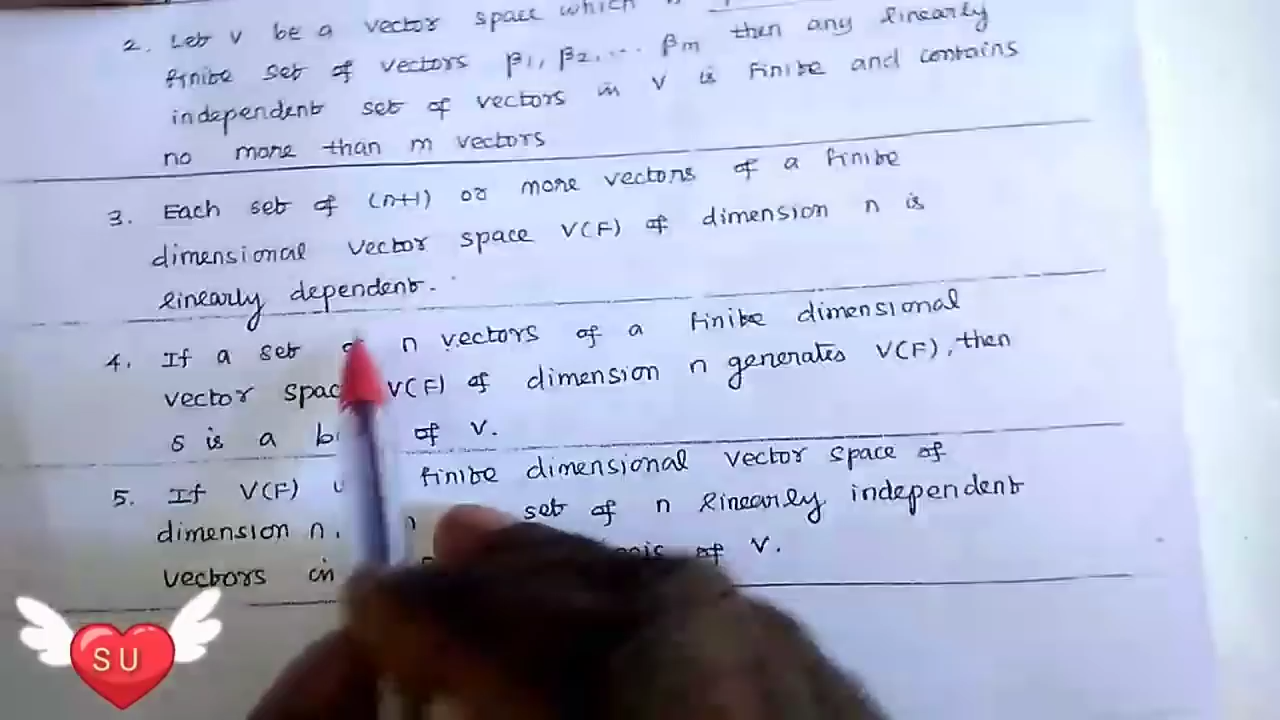 2. Let V be a vector space which
finite set of vectors β1, β2, ... βm then any linearly
independent set of vectors in V is finite and contains
no more than m vectors
3. Each set of (n+1) or more vectors of a finite
dimensional vector space V(F) of dimension n is
linearly dependent.
4. If a set n vectors of a finite dimensional
vector V(F) of dimension n generates V(F), then
S is a of V.
5. If V(F) finite dimensional vector space of
dimension n, set of n linearly independent
vectors in of V.
SU